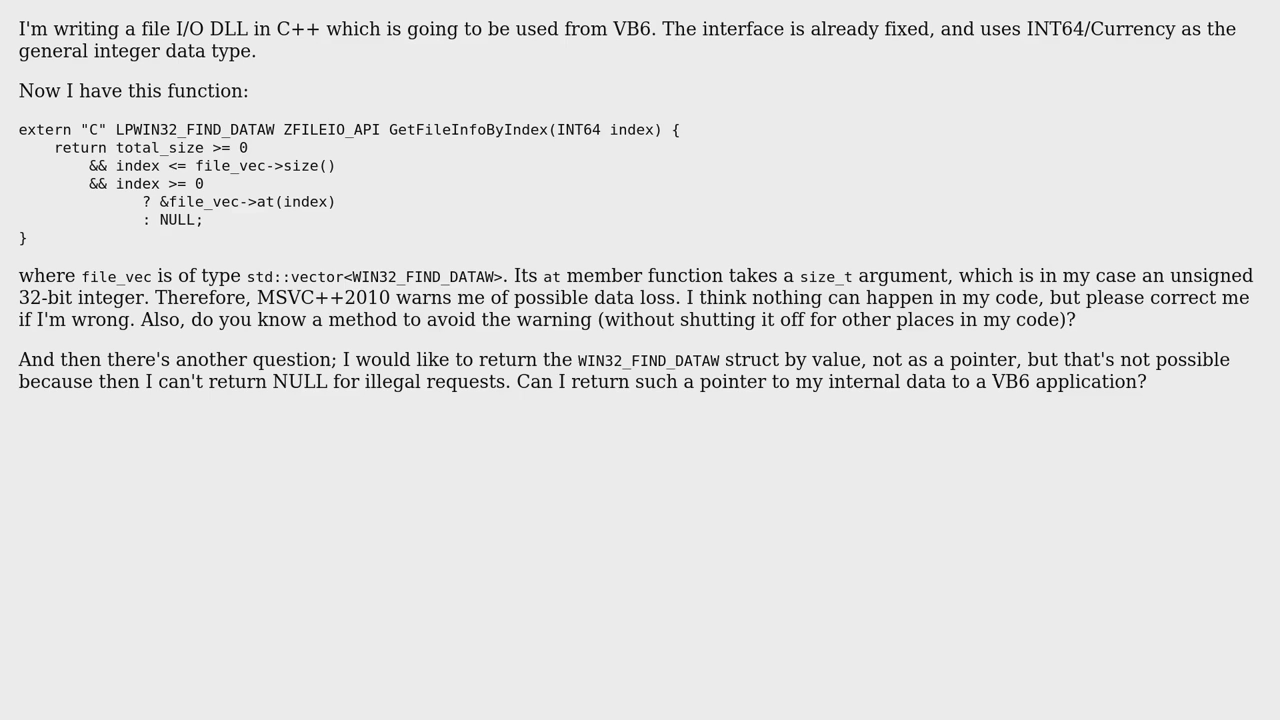 I'm writing a file I/O DLL in C++ which is going to be used from VB6. The interface is already fixed, and uses INT64/Currency as the
general integer data type.
Now I have this function:
extern "C" LPWIN32_FIND_DATAW ZFILEIO_API GetFileInfoByIndex(INT64 index) {
    return total_size >= 0
        && index <= file_vec->size()
        && index >= 0
              ? &file_vec->at(index)
              : NULL;
}
where file_vec is of type std::vector<WIN32_FIND_DATAW>. Its at member function takes a size_t argument, which is in my case an unsigned
32-bit integer. Therefore, MSVC++2010 warns me of possible data loss. I think nothing can happen in my code, but please correct me
if I'm wrong. Also, do you know a method to avoid the warning (without shutting it off for other places in my code)?
And then there's another question; I would like to return the WIN32_FIND_DATAW struct by value, not as a pointer, but that's not possible
because then I can't return NULL for illegal requests. Can I return such a pointer to my internal data to a VB6 application?